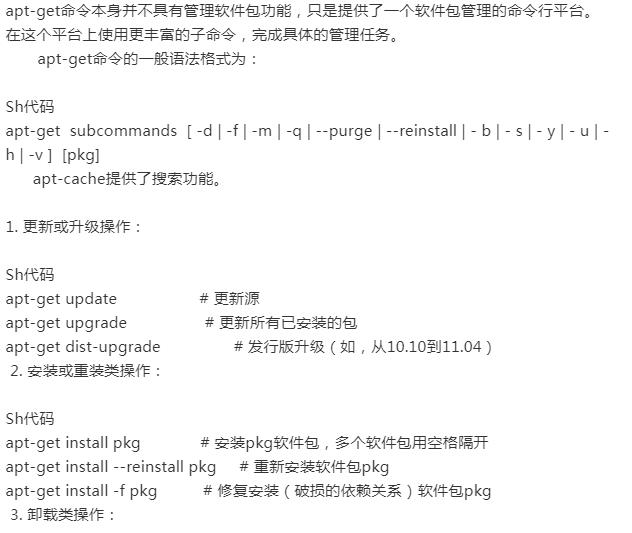 apt-get命令本身并不具有管理软件包功能，只是提供了一个软件包管理的命令行平台。
在这个平台上使用更丰富的子命令，完成具体的管理任务。
apt-get命令的一般语法格式为：
Sh代码
apt-get subcommands [ -d | -f | -m | -q | --purge | --reinstall | - b | - s | - y | - u | -
h | -v ] [pkg]
apt-cache提供了搜索功能。
1. 更新或升级操作：
Sh代码
apt-get update # 更新源
apt-get upgrade # 更新所有已安装的包
apt-get dist-upgrade # 发行版升级（如，从10.10到11.04）
2. 安装或重装类操作：
Sh代码
apt-get install pkg # 安装pkg软件包，多个软件包用空格隔开
apt-get install --reinstall pkg # 重新安装软件包pkg
apt-get install -f pkg # 修复安装（破损的依赖关系）软件包pkg
3. 卸载类操作：